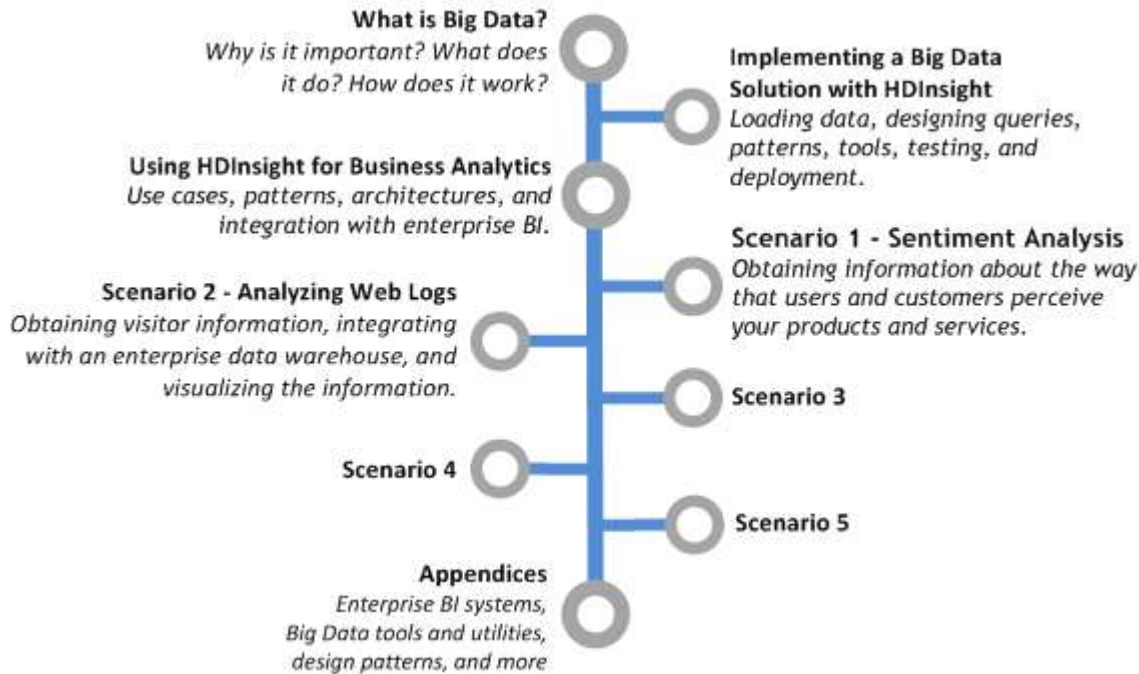 What is Big Data?
Why is it important? What does
it do? How does it work?
Implementing a Big Data
Solution with HDInsight
Loading data, designing queries,
patterns, tools, testing, and
deployment.
Using HDInsight for Business Analytics
Use cases, patterns, architectures, and
integration with enterprise BI.
Scenario 1 - Sentiment Analysis
Obtaining information about the way
that users and customers perceive
your products and services.
Scenario 2 - Analyzing Web Logs
Obtaining visitor information, integrating
with an enterprise data warehouse, and
visualizing the information.
Scenario 3
Scenario 4
Scenario 5
Appendices
Enterprise BI systems,
Big Data tools and utilities,
design patterns, and more